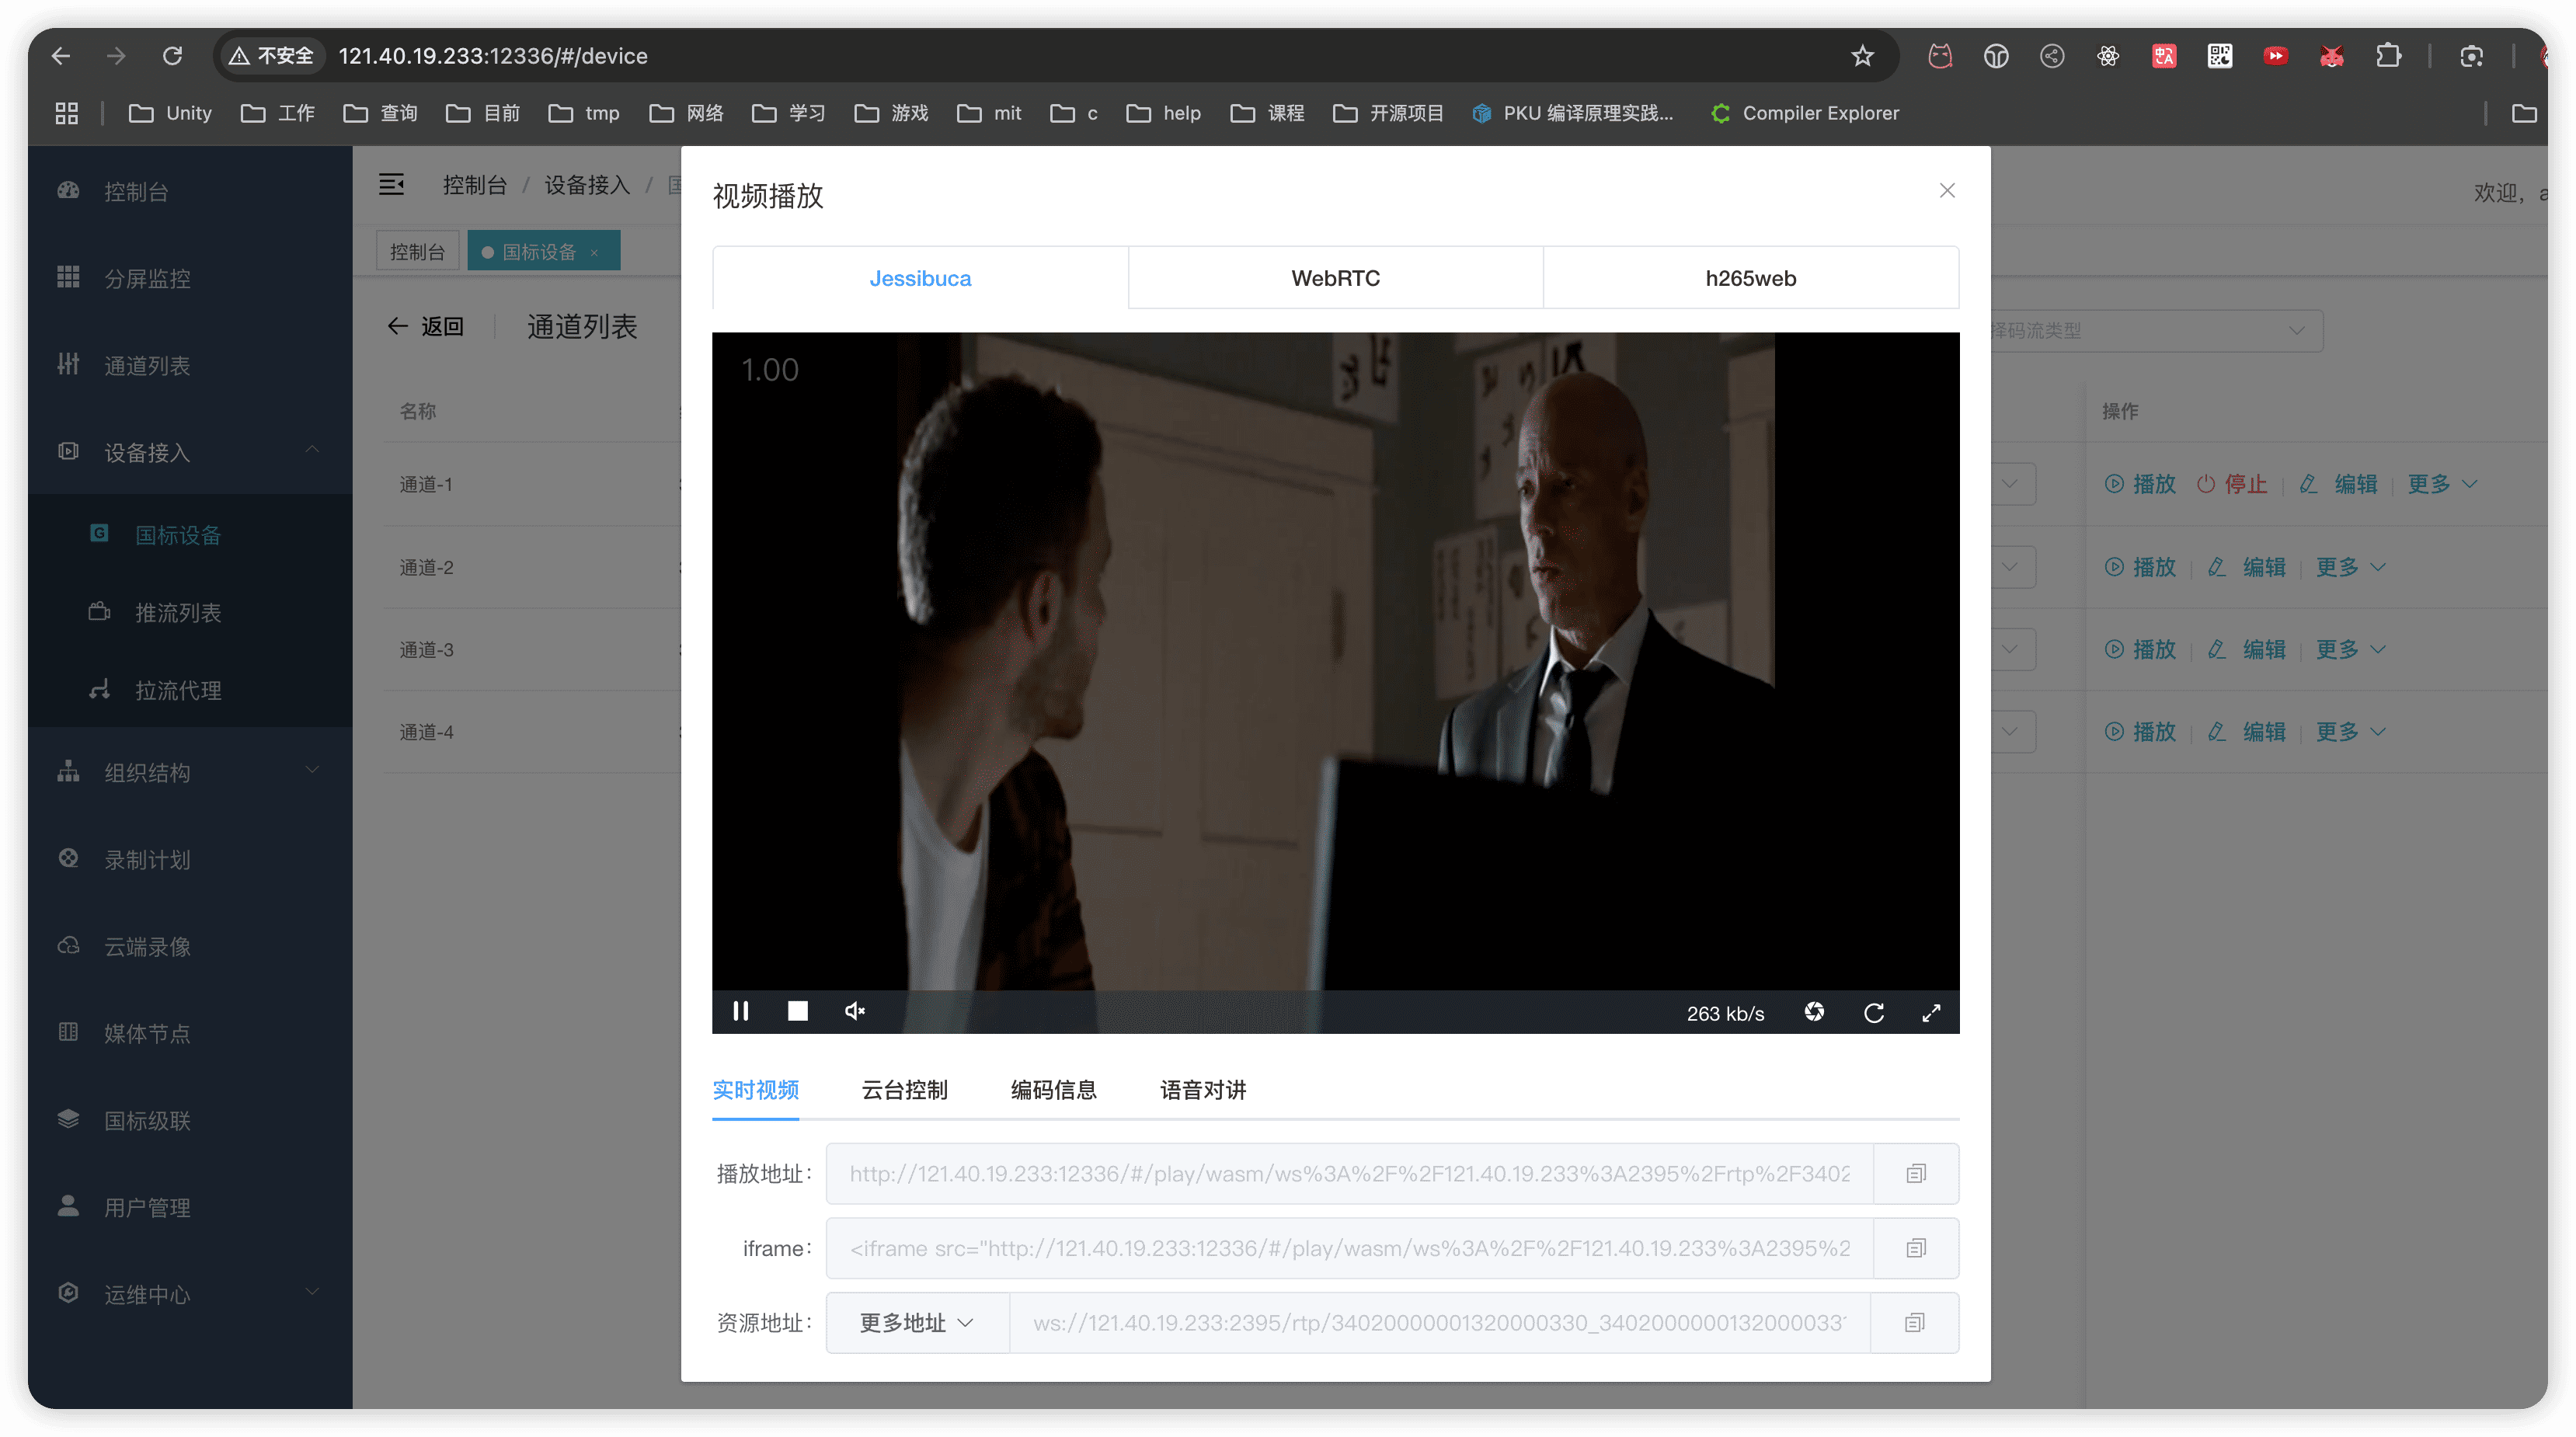 不安全 121.40.19.233:12336/#/device
Unity 工作 查询 目前 tmp 网络 学习 游戏 mit c help 课程 开源项目 PKU 编译原理实践... Compiler Explorer
控制台
分屏监控
通道列表
设备接入
国标设备
推流列表
拉流代理
组织结构
录制计划
云端录像
媒体节点
国标级联
用户管理
运维中心
控制台 / 设备接入 /
欢迎,
控制台 国标设备 ×
返回 通道列表
择码流类型
名称 操作
通道-1 播放 停止 编辑 更多
通道-2 播放 编辑 更多
通道-3 播放 编辑 更多
通道-4 播放 编辑 更多
视频播放
Jessibuca WebRTC h265web
1.00
263 kb/s
实时视频 云台控制 编码信息 语音对讲
播放地址: http://121.40.19.233:12336/#/play/wasm/ws%3A%2F%2F121.40.19.233%3A2395%2Frtp%2F3402
iframe: <iframe src="http://121.40.19.233:12336/#/play/wasm/ws%3A%2F%2F121.40.19.233%3A2395%2
资源地址: 更多地址 ws://121.40.19.233:2395/rtp/34020000001320000330_3402000000132000033